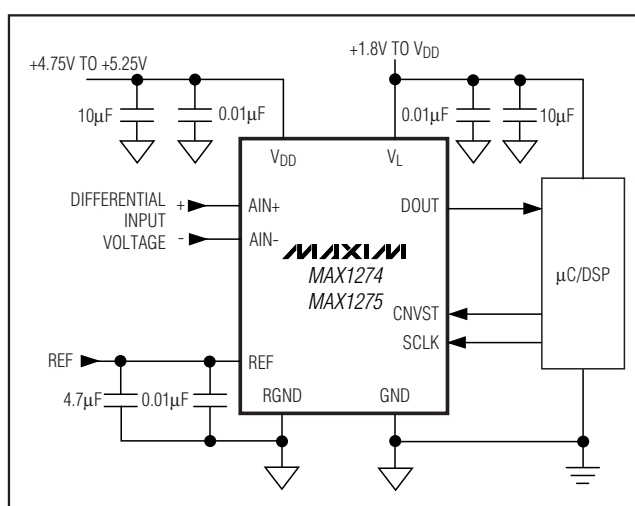 +4.75V TO +5.25V
+1.8V TO VDD
10µF
0.01µF
0.01µF
10µF
VDD
VL
DIFFERENTIAL
INPUT
VOLTAGE
+
-
AIN+
AIN-
DOUT
MAXIM
MAX1274
MAX1275
µC/DSP
CNVST
SCLK
REF
REF
4.7µF
0.01µF
RGND
GND